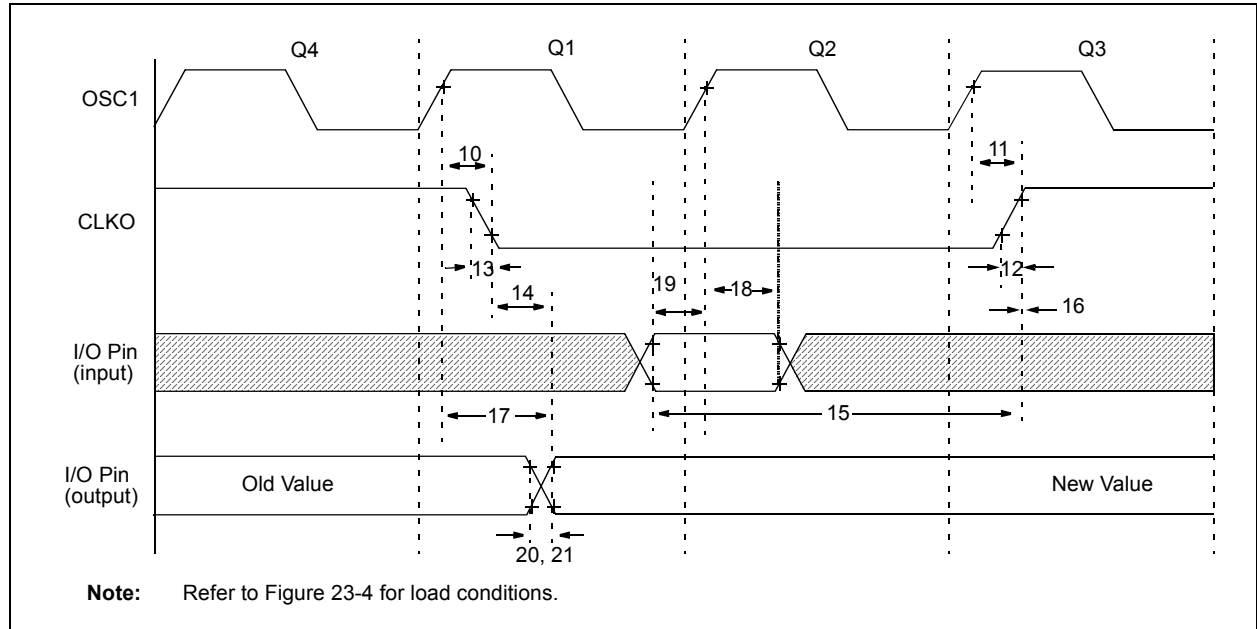 Q4 Q1 Q2 Q3
OSC1
10 11
CLKO
13 12
14 19 18 16
I/O Pin
(input)
17 15
I/O Pin
(output)
Old Value New Value
20, 21
Note: Refer to Figure 23-4 for load conditions.